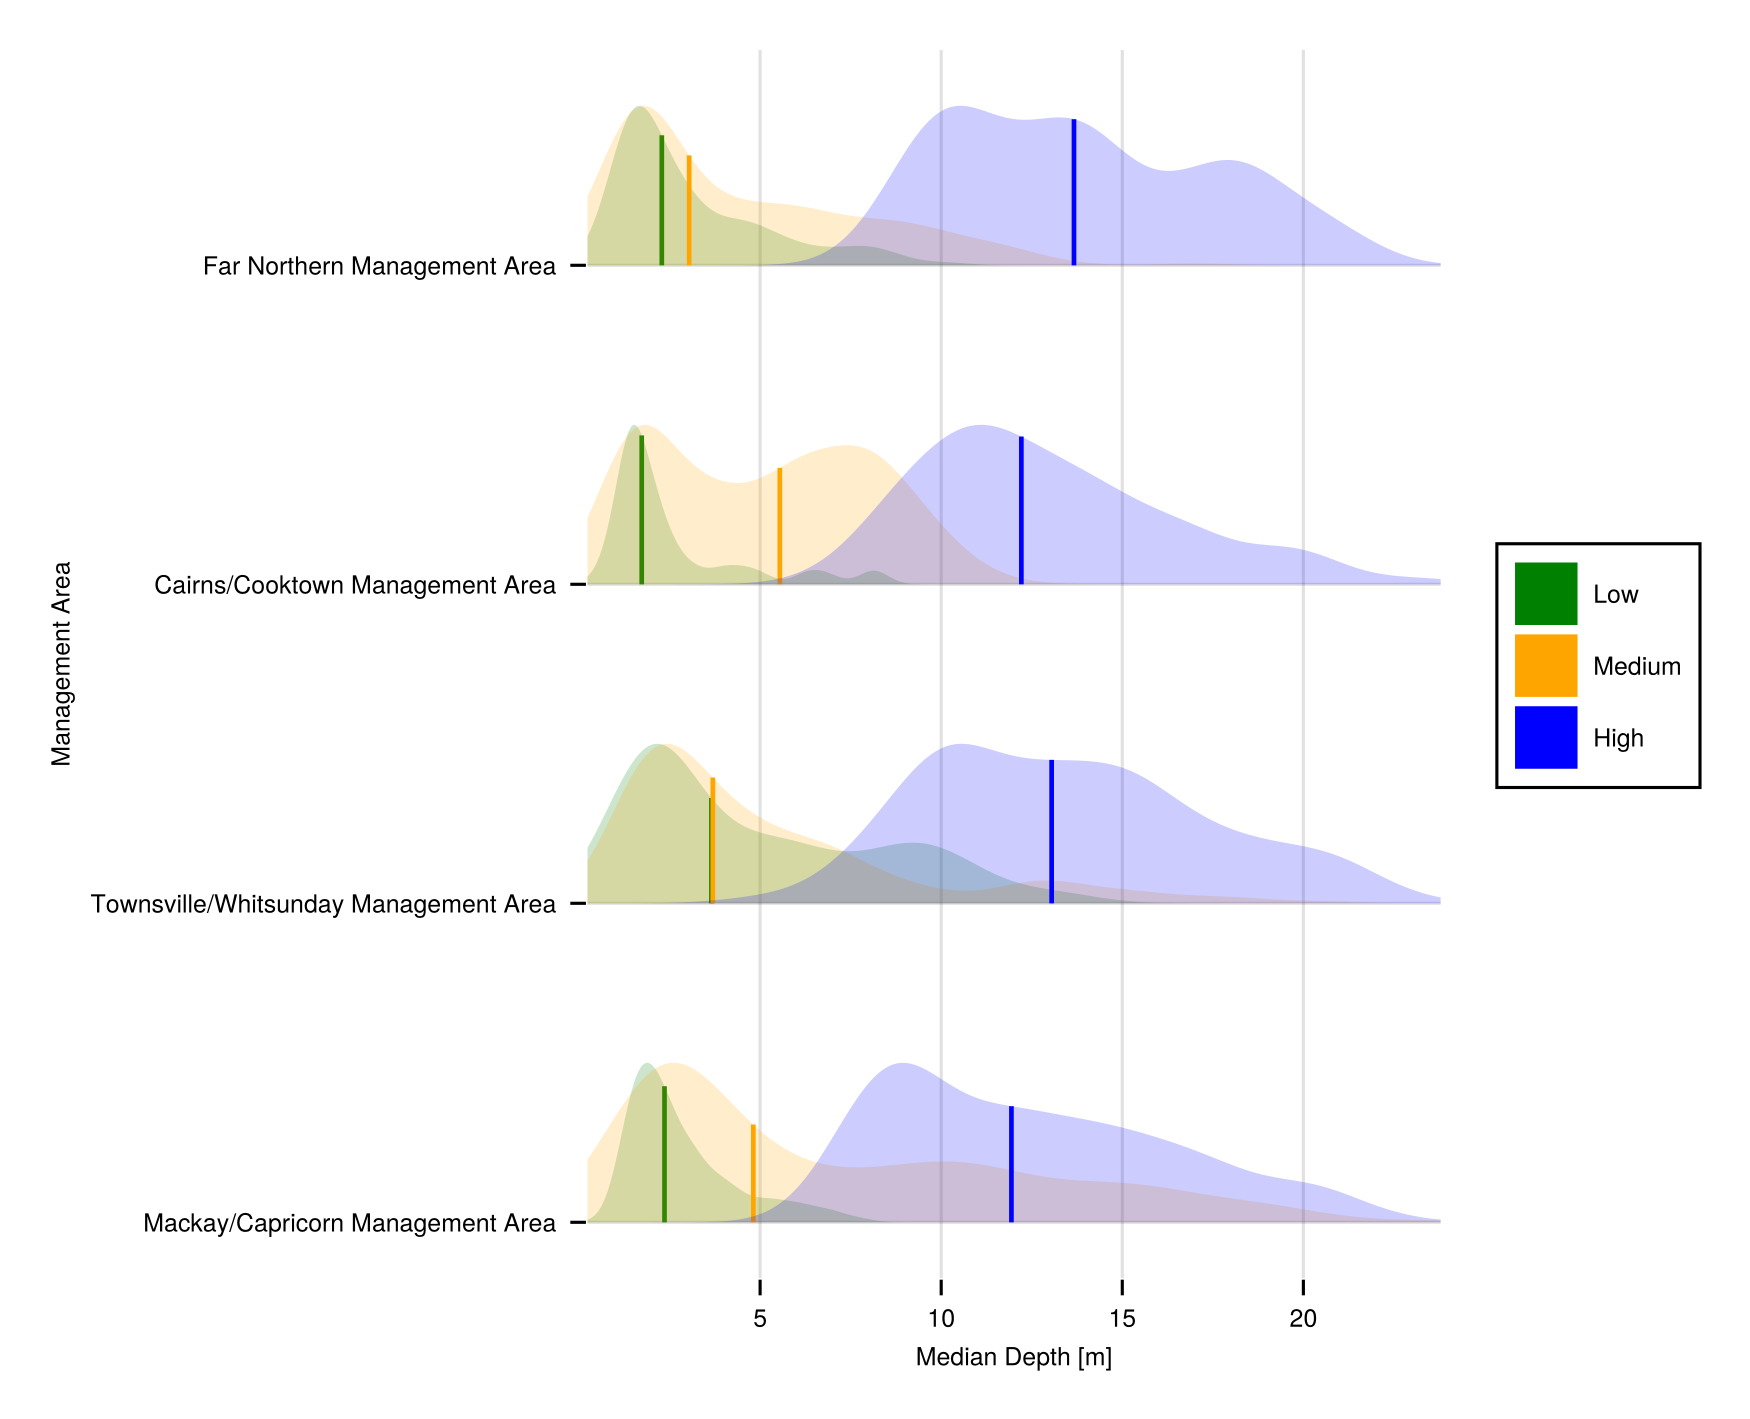 Far Northern Management Area
Cairns/Cooktown Management Area
Townsville/Whitsunday Management Area
Mackay/Capricorn Management Area
Management Area
5 10 15 20
Median Depth [m]
Low
Medium
High